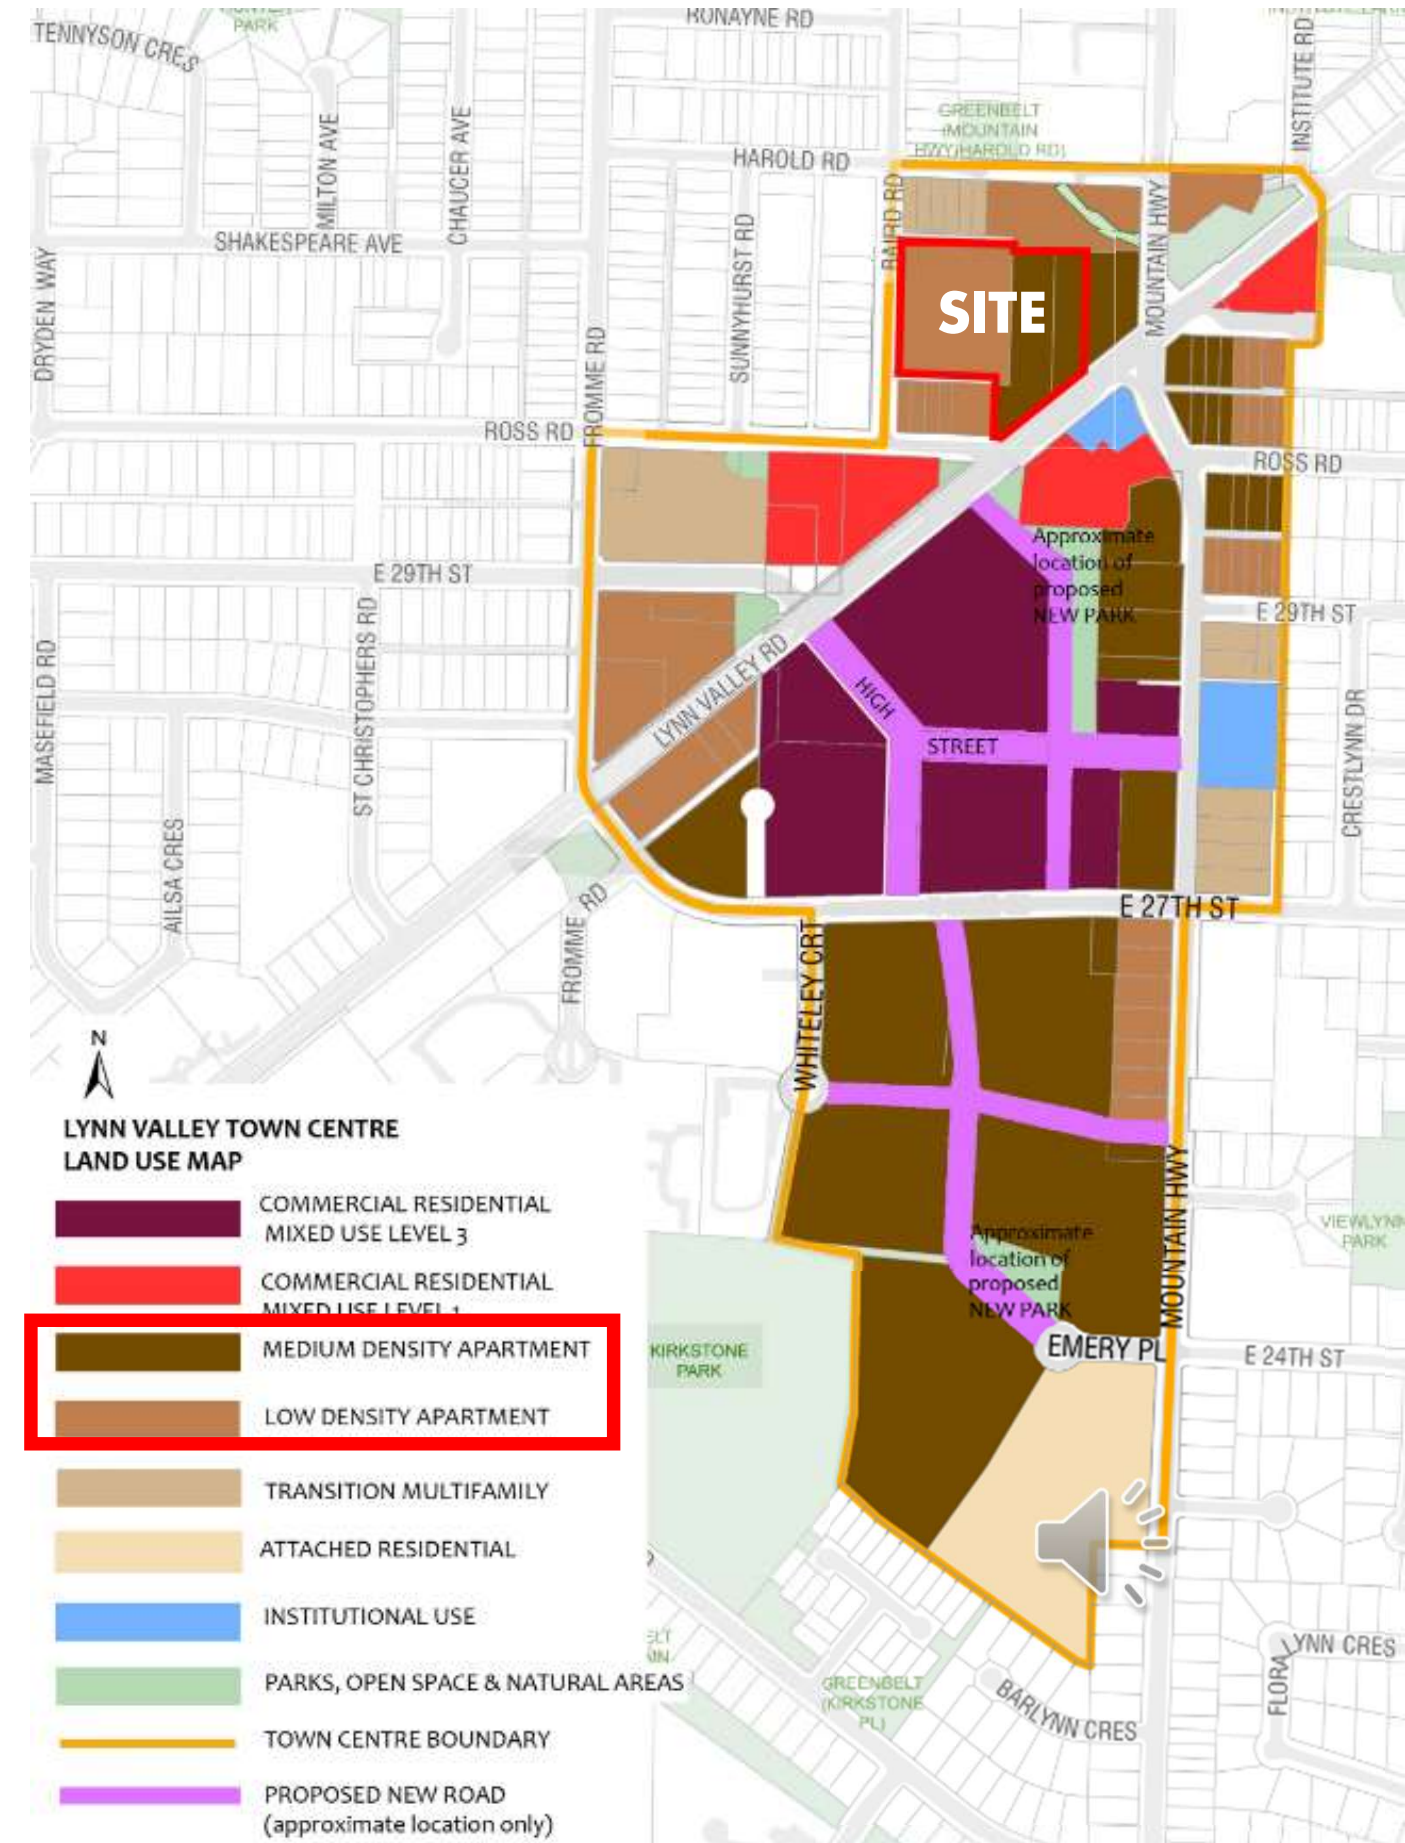 PARK
RONAYNE RD
TENNYSON CRES
INSTITUTE RD
MILTON AVE
CHAUCER AVE
GREENBELT
(MOUNTAIN
HWY/HAROLD RD)
HAROLD RD
BAIRD RD
MOUNTAIN HWY
SHAKESPEARE AVE
SUNNYHURST RD
DRYDEN WAY
SITE
FROMME RD
ROSS RD
ROSS RD
Approximate
location of
proposed
NEW PARK
E 29TH ST
E 29TH ST
MASEFIELD RD
ST CHRISTOPHERS RD
LYNN VALLEY RD
HIGH
STREET
CRESTLYNN DR
AILSA CRES
FROMME RD
E 27TH ST
WHITELEY CRT
N
LYNN VALLEY TOWN CENTRE
LAND USE MAP
COMMERCIAL RESIDENTIAL
MIXED USE LEVEL 3
COMMERCIAL RESIDENTIAL
MIXED USE LEVEL 1
MEDIUM DENSITY APARTMENT
LOW DENSITY APARTMENT
TRANSITION MULTIFAMILY
ATTACHED RESIDENTIAL
INSTITUTIONAL USE
PARKS, OPEN SPACE & NATURAL AREAS
TOWN CENTRE BOUNDARY
PROPOSED NEW ROAD
(approximate location only)
MOUNTAIN HWY
VIEWLYNN
PARK
Approximate
location of
proposed
NEW PARK
KIRKSTONE
PARK
EMERY PL
E 24TH ST
GREENBELT
(KIRKSTONE
PL)
BARLYNN CRES
FLORA
LYNN CRES